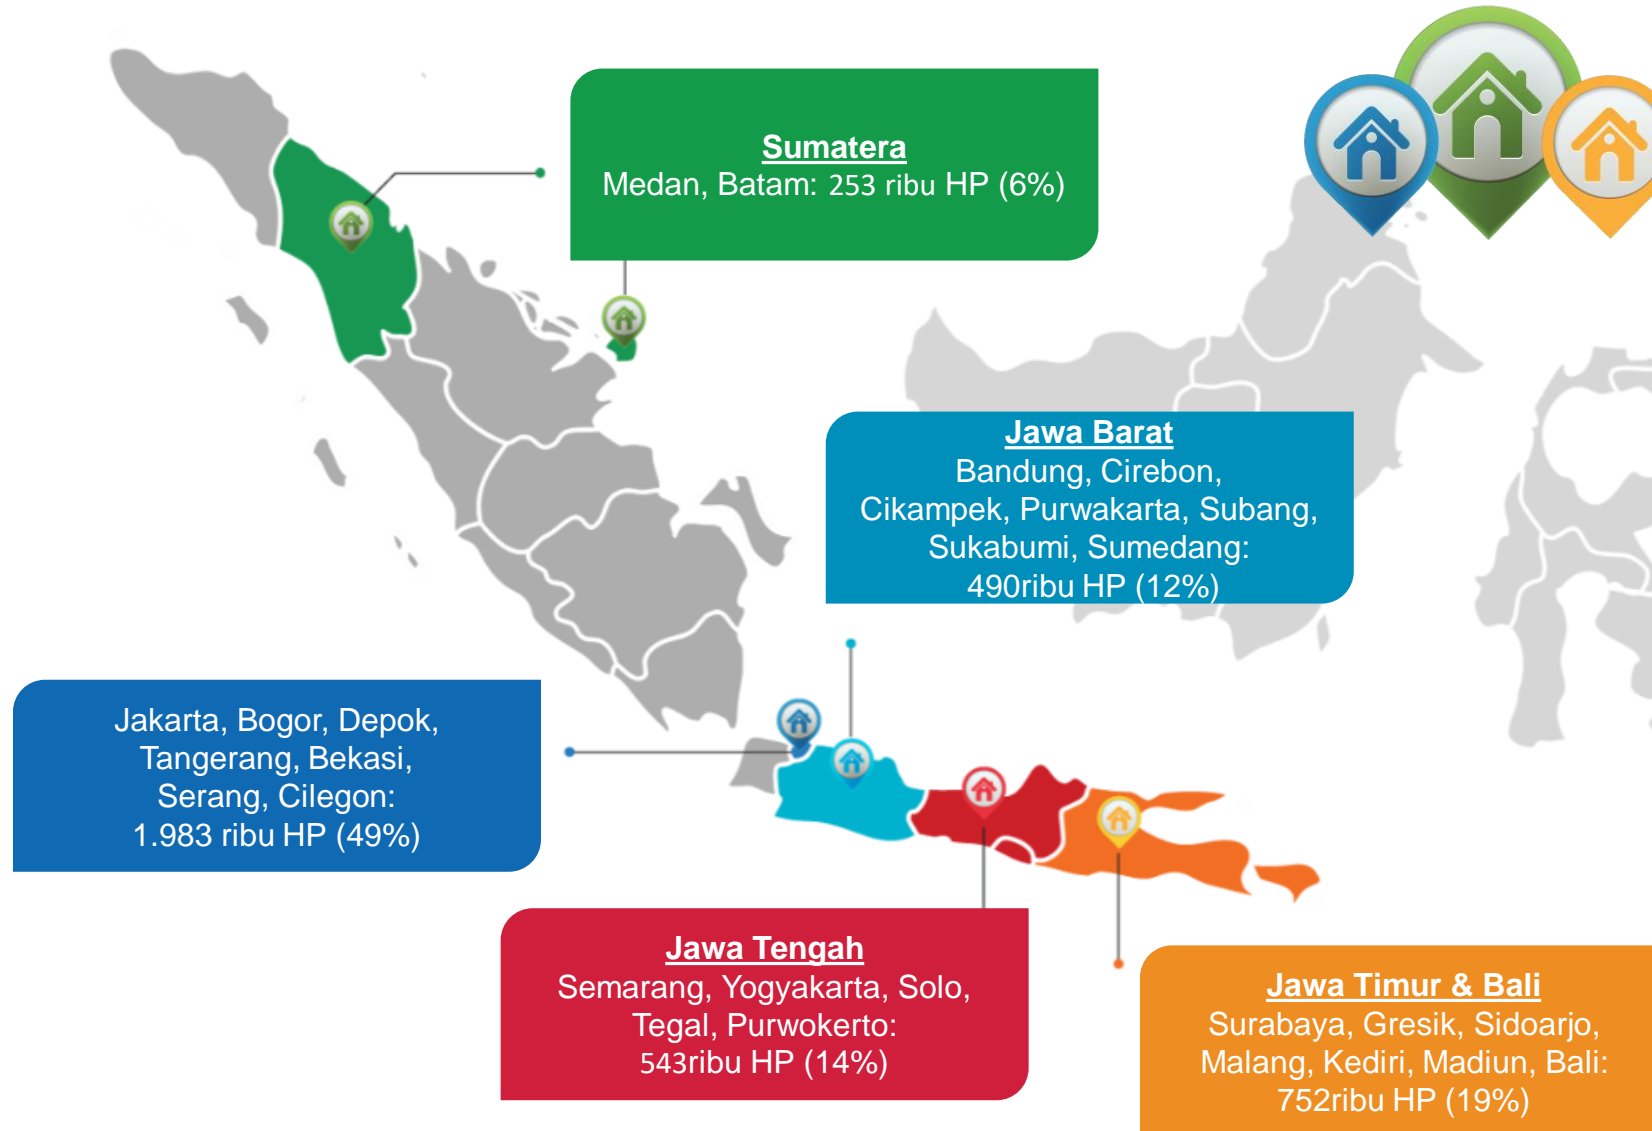 Sumatera
Medan, Batam: 253 ribu HP (6%)
Jawa Barat
Bandung, Cirebon,
Cikampek, Purwakarta, Subang,
Sukabumi, Sumedang:
490ribu HP (12%)
Jakarta, Bogor, Depok,
Tangerang, Bekasi,
Serang, Cilegon:
1.983 ribu HP (49%)
Jawa Tengah
Semarang, Yogyakarta, Solo,
Tegal, Purwokerto:
543ribu HP (14%)
Jawa Timur & Bali
Surabaya, Gresik, Sidoarjo,
Malang, Kediri, Madiun, Bali:
752ribu HP (19%)